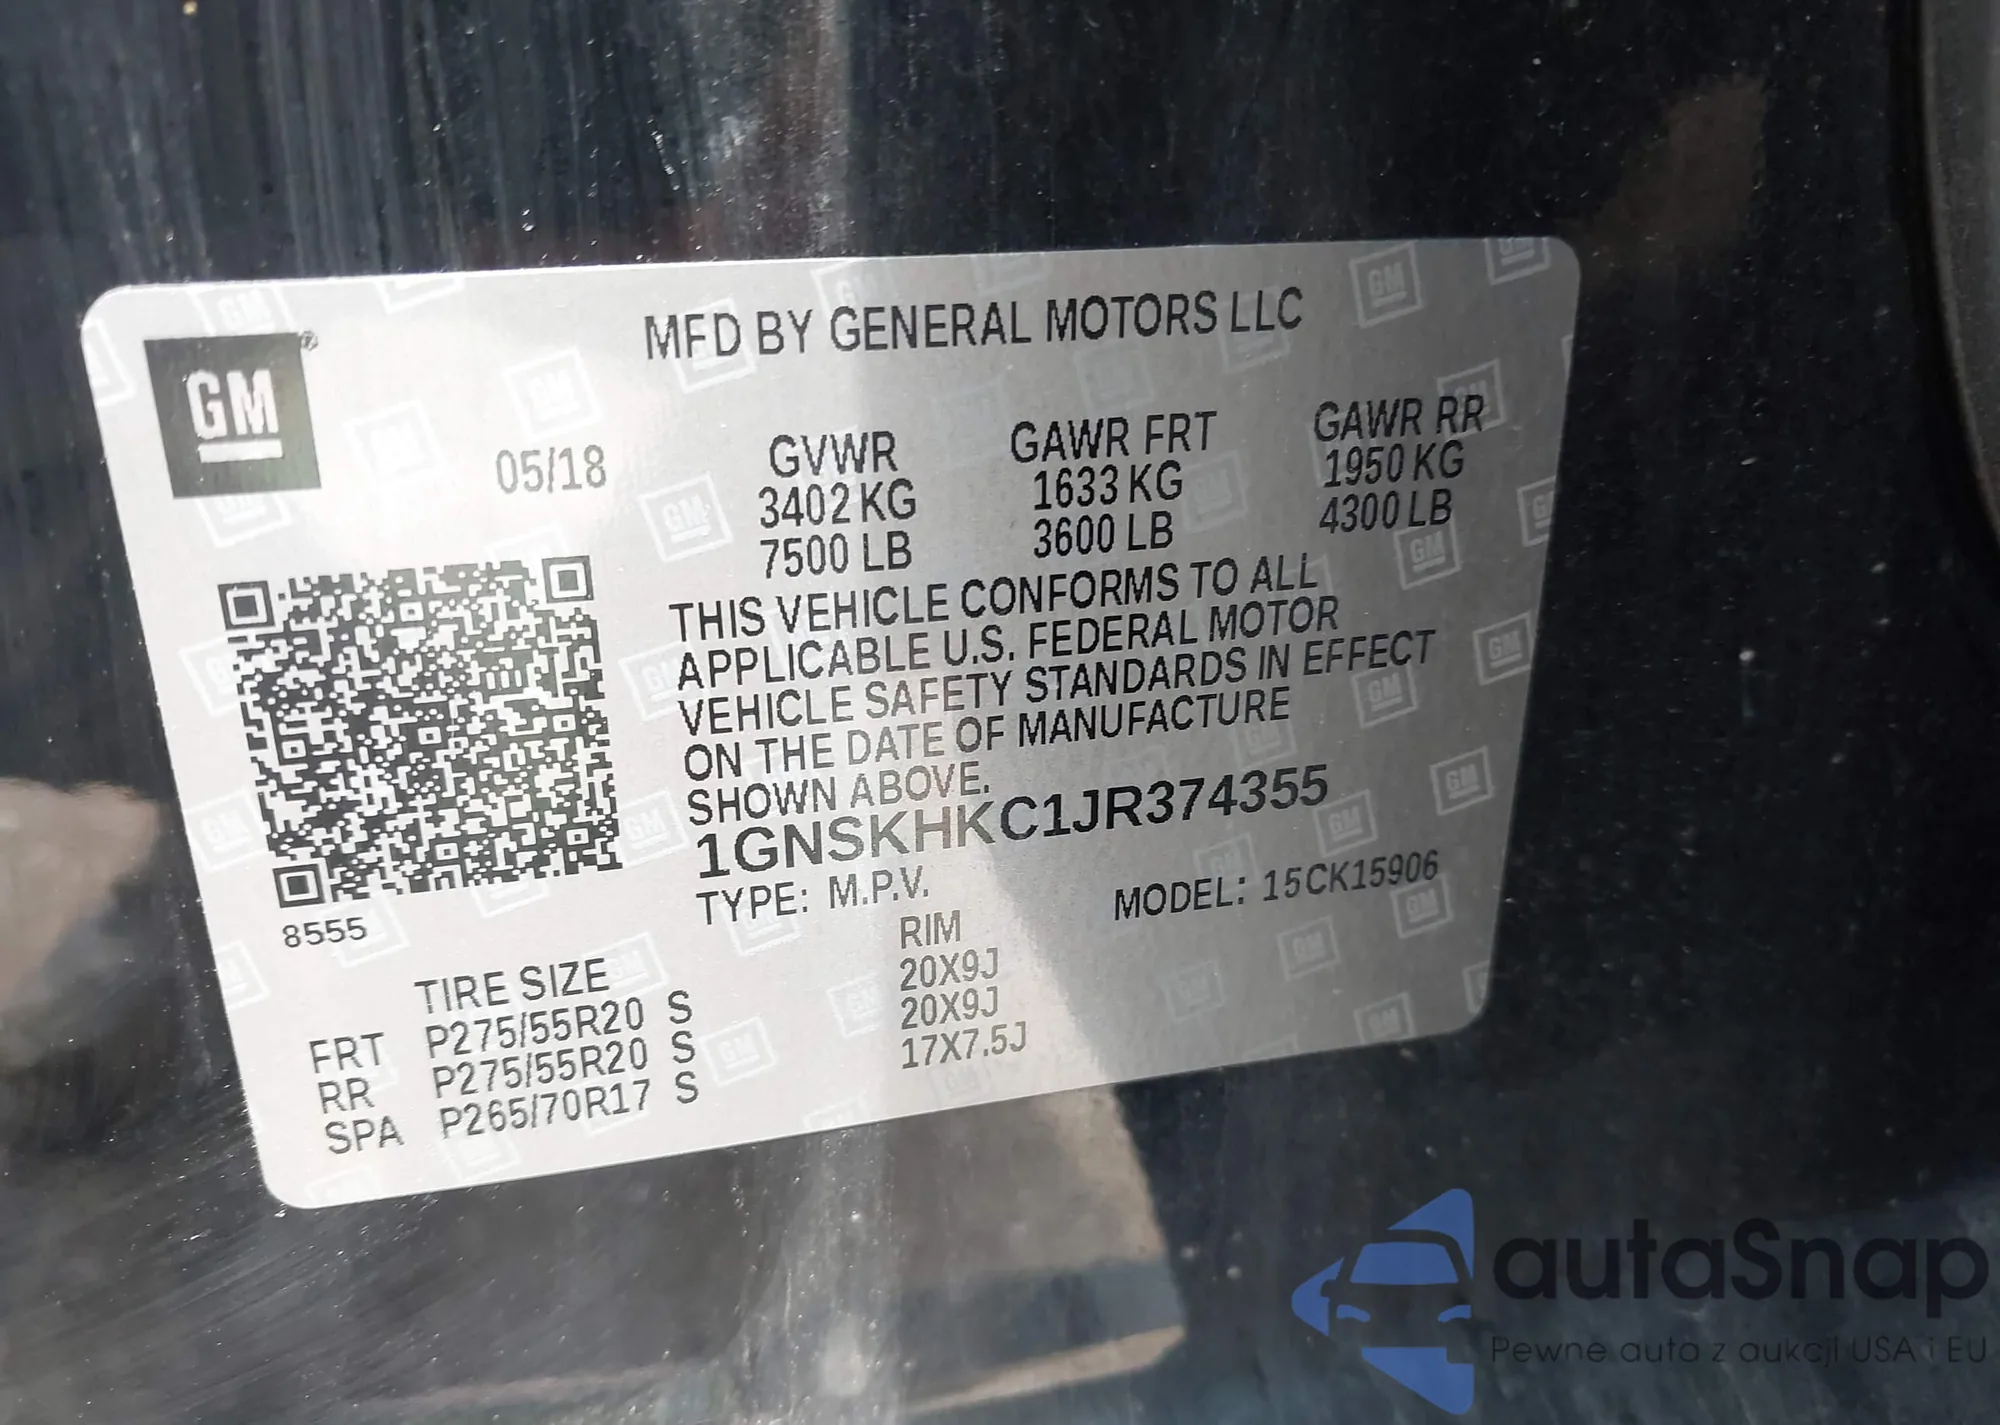 GM®
MFD BY GENERAL MOTORS LLC
05/18
GVWR GAWR FRT GAWR RR
3402 KG 1633 KG 1950 KG
7500 LB 3600 LB 4300 LB
THIS VEHICLE CONFORMS TO ALL
APPLICABLE U.S. FEDERAL MOTOR
VEHICLE SAFETY STANDARDS IN EFFECT
ON THE DATE OF MANUFACTURE
SHOWN ABOVE.
1GNSKHKC1JR374355
TYPE: M.P.V. MODEL: 15CK15906
8555
TIRE SIZE RIM
FRT P275/55R20 S 20X9J
RR P275/55R20 S 20X9J
SPA P265/70R17 S 17X7.5J
autaSnap
Pewne auta z aukcji USA i EU